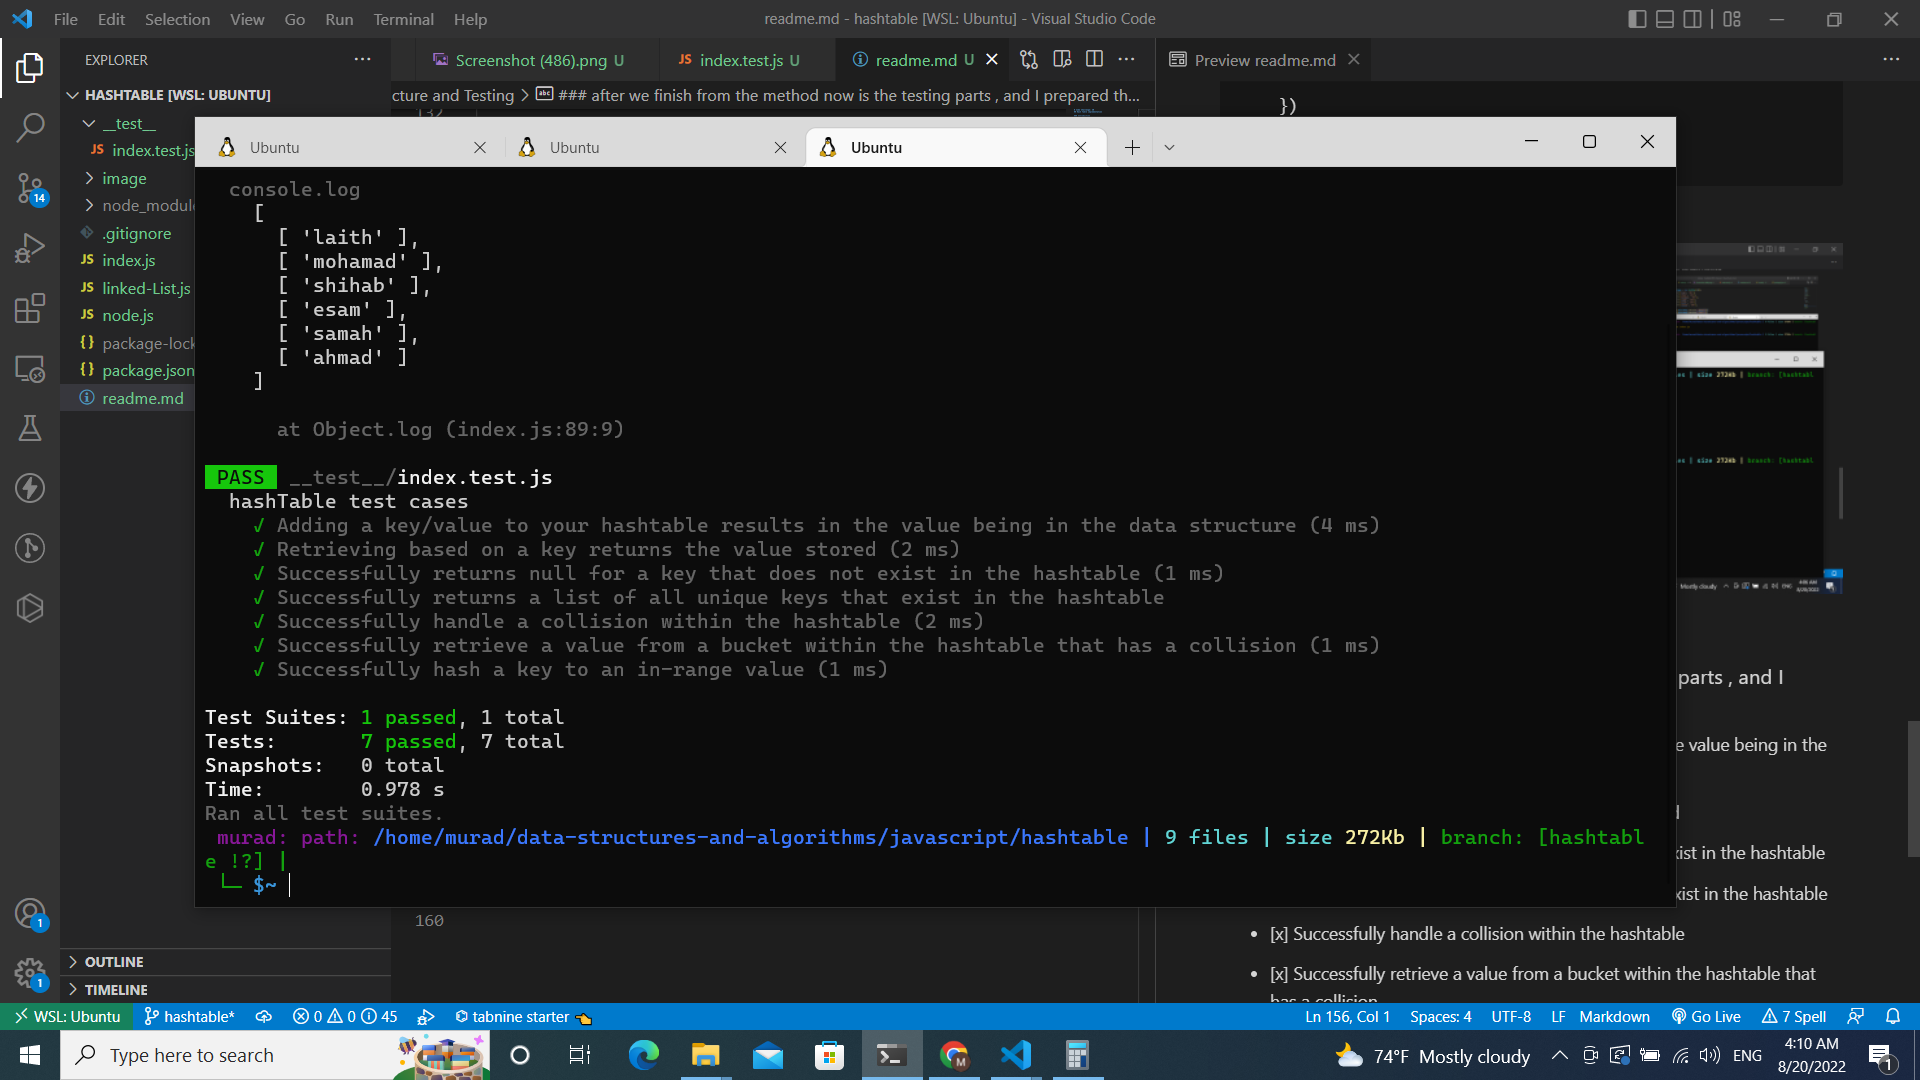 File Edit Selection View Go Run Terminal Help
readme.md - hashtable [WSL: Ubuntu] - Visual Studio Code
EXPLORER
Screenshot (486).png U
JS index.test.js U
readme.md U
Preview readme.md
HASHTABLE [WSL: UBUNTU]
cture and Testing > ### after we finish from the method now is the testing parts , and I prepared th...
})
__test__
JS index.test.js
image
node_modul
.gitignore
JS index.js
JS linked-List.js
JS node.js
{} package-lock
{} package.json
readme.md
14
Ubuntu
Ubuntu
Ubuntu
console.log
[
[ 'laith' ],
[ 'mohamad' ],
[ 'shihab' ],
[ 'esam' ],
[ 'samah' ],
[ 'ahmad' ]
]
at Object.log (index.js:89:9)
PASS __test__/index.test.js
hashTable test cases
√ Adding a key/value to your hashtable results in the value being in the data structure (4 ms)
√ Retrieving based on a key returns the value stored (2 ms)
√ Successfully returns null for a key that does not exist in the hashtable (1 ms)
√ Successfully returns a list of all unique keys that exist in the hashtable
√ Successfully handle a collision within the hashtable (2 ms)
√ Successfully retrieve a value from a bucket within the hashtable that has a collision (1 ms)
√ Successfully hash a key to an in-range value (1 ms)
Test Suites: 1 passed, 1 total
Tests: 7 passed, 7 total
Snapshots: 0 total
Time: 0.978 s
Ran all test suites.
murad: path: /home/murad/data-structures-and-algorithms/javascript/hashtable | 9 files | size 272Kb | branch: [hashtabl
e !?] |
└─ $~
parts , and I
e value being in the
xist in the hashtable
xist in the hashtable
• [x] Successfully handle a collision within the hashtable
• [x] Successfully retrieve a value from a bucket within the hashtable that
has a collision
160
1
1
OUTLINE
TIMELINE
WSL: Ubuntu hashtable* 0 0 45 tabnine starter
Ln 156, Col 1 Spaces: 4 UTF-8 LF Markdown Go Live 7 Spell
Type here to search
74°F Mostly cloudy ENG
4:10 AM
8/20/2022
1